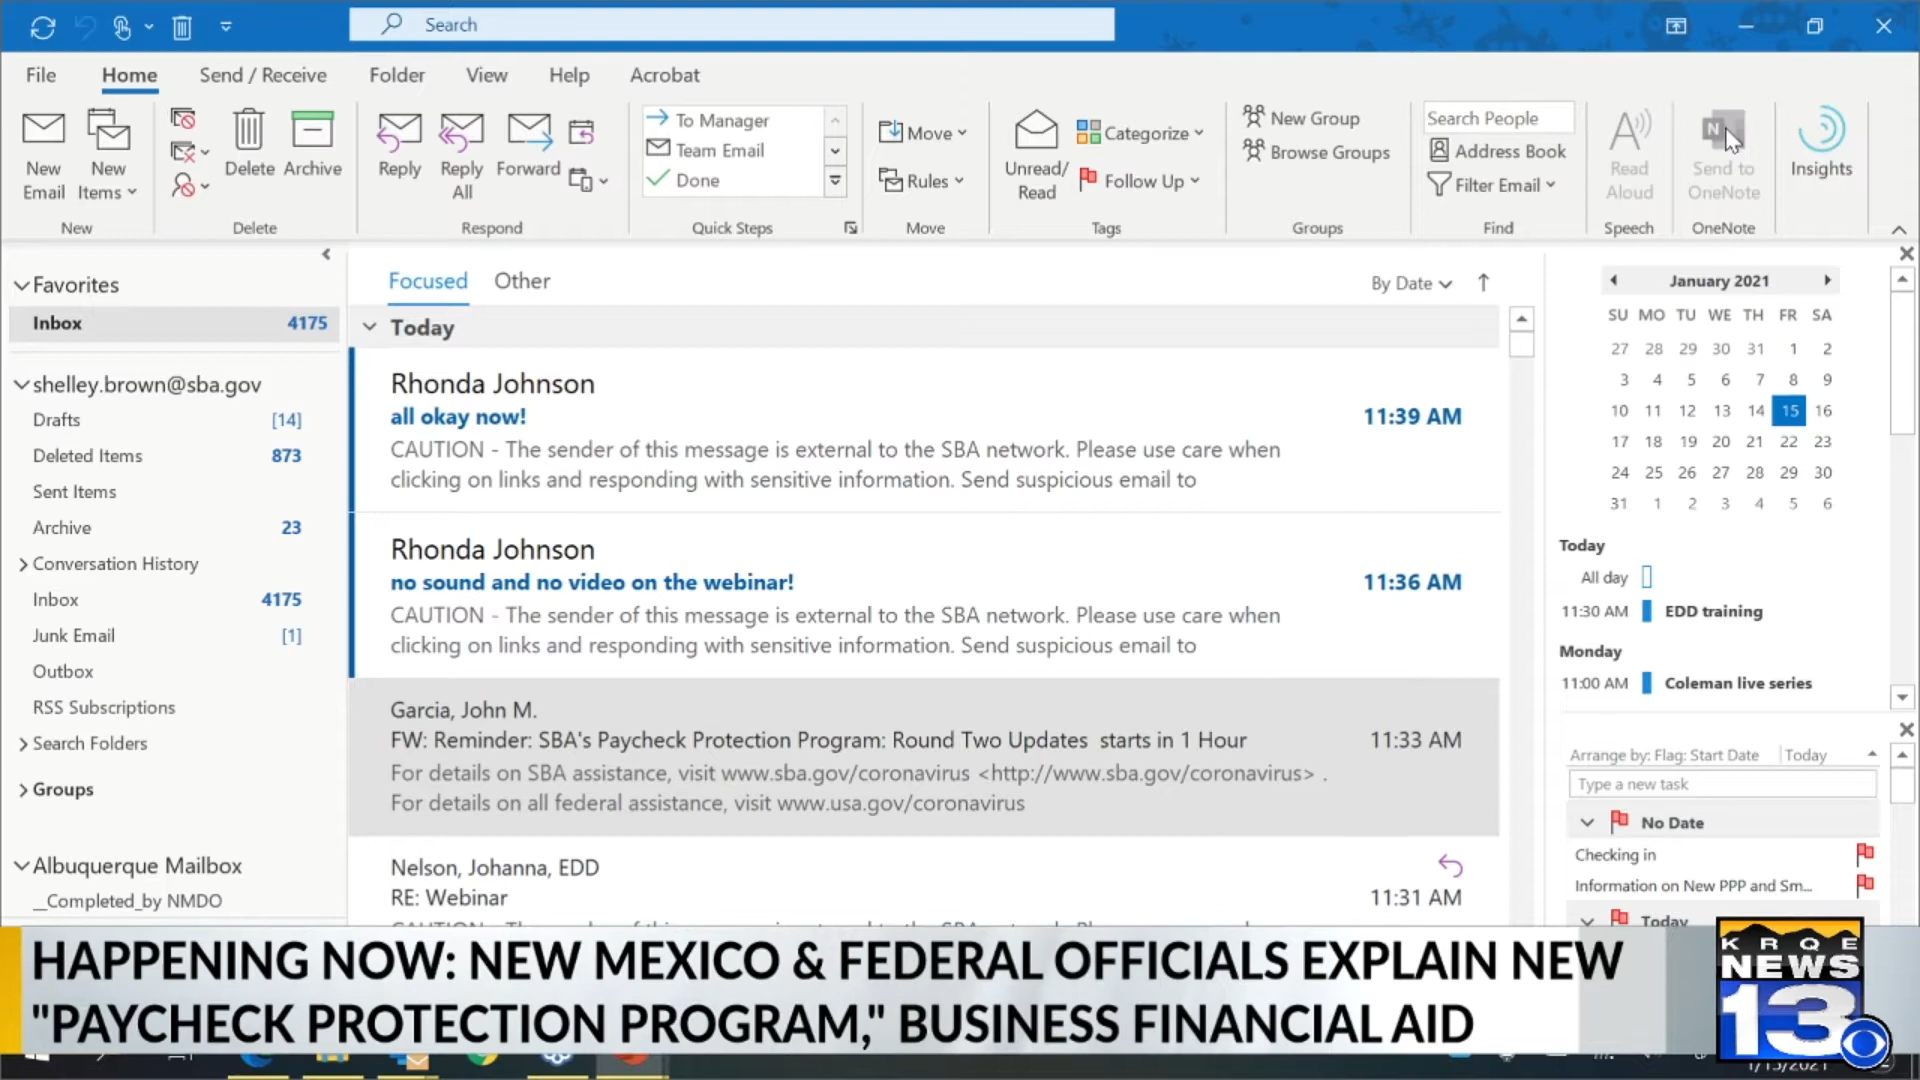 Search
File Home Send / Receive Folder View Help Acrobat
New Email
New Items
Delete
Archive
Reply
Reply All
Forward
To Manager
Team Email
Done
Move
Rules
Unread/ Read
Categorize
Follow Up
New Group
Browse Groups
Search People
Address Book
Filter Email
Read Aloud
N
Send to OneNote
Insights
New Delete Respond Quick Steps Move Tags Groups Find Speech OneNote
Favorites
Inbox 4175
shelley.brown@sba.gov
Drafts [14]
Deleted Items 873
Sent Items
Archive 23
Conversation History
Inbox 4175
Junk Email [1]
Outbox
RSS Subscriptions
Search Folders
Groups
Albuquerque Mailbox
__Completed_by NMDO
Focused Other By Date
Today
Rhonda Johnson
all okay now! 11:39 AM
CAUTION - The sender of this message is external to the SBA network. Please use care when
clicking on links and responding with sensitive information. Send suspicious email to
Rhonda Johnson
no sound and no video on the webinar! 11:36 AM
CAUTION - The sender of this message is external to the SBA network. Please use care when
clicking on links and responding with sensitive information. Send suspicious email to
Garcia, John M.
FW: Reminder: SBA's Paycheck Protection Program: Round Two Updates starts in 1 Hour 11:33 AM
For details on SBA assistance, visit www.sba.gov/coronavirus <http://www.sba.gov/coronavirus> .
For details on all federal assistance, visit www.usa.gov/coronavirus
Nelson, Johanna, EDD
RE: Webinar 11:31 AM
January 2021
SU MO TU WE TH FR SA
27 28 29 30 31 1 2
3 4 5 6 7 8 9
10 11 12 13 14 15 16
17 18 19 20 21 22 23
24 25 26 27 28 29 30
31 1 2 3 4 5 6
Today
All day
11:30 AM EDD training
Monday
11:00 AM Coleman live series
Arrange by: Flag: Start Date Today
Type a new task
No Date
Checking in
Information on New PPP and Sm...
Today
HAPPENING NOW: NEW MEXICO & FEDERAL OFFICIALS EXPLAIN NEW
"PAYCHECK PROTECTION PROGRAM," BUSINESS FINANCIAL AID
KRQE
NEWS
13
1/15/2021